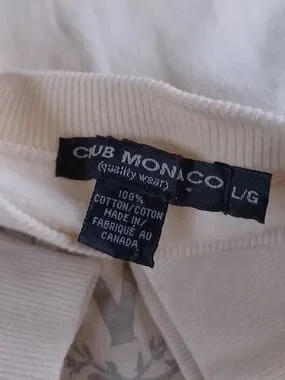 CLUB MONACO
(quality wear)
L/G
100%
COTTON/COTON
MADE IN/
FABRIQUÉ AU
CANADA